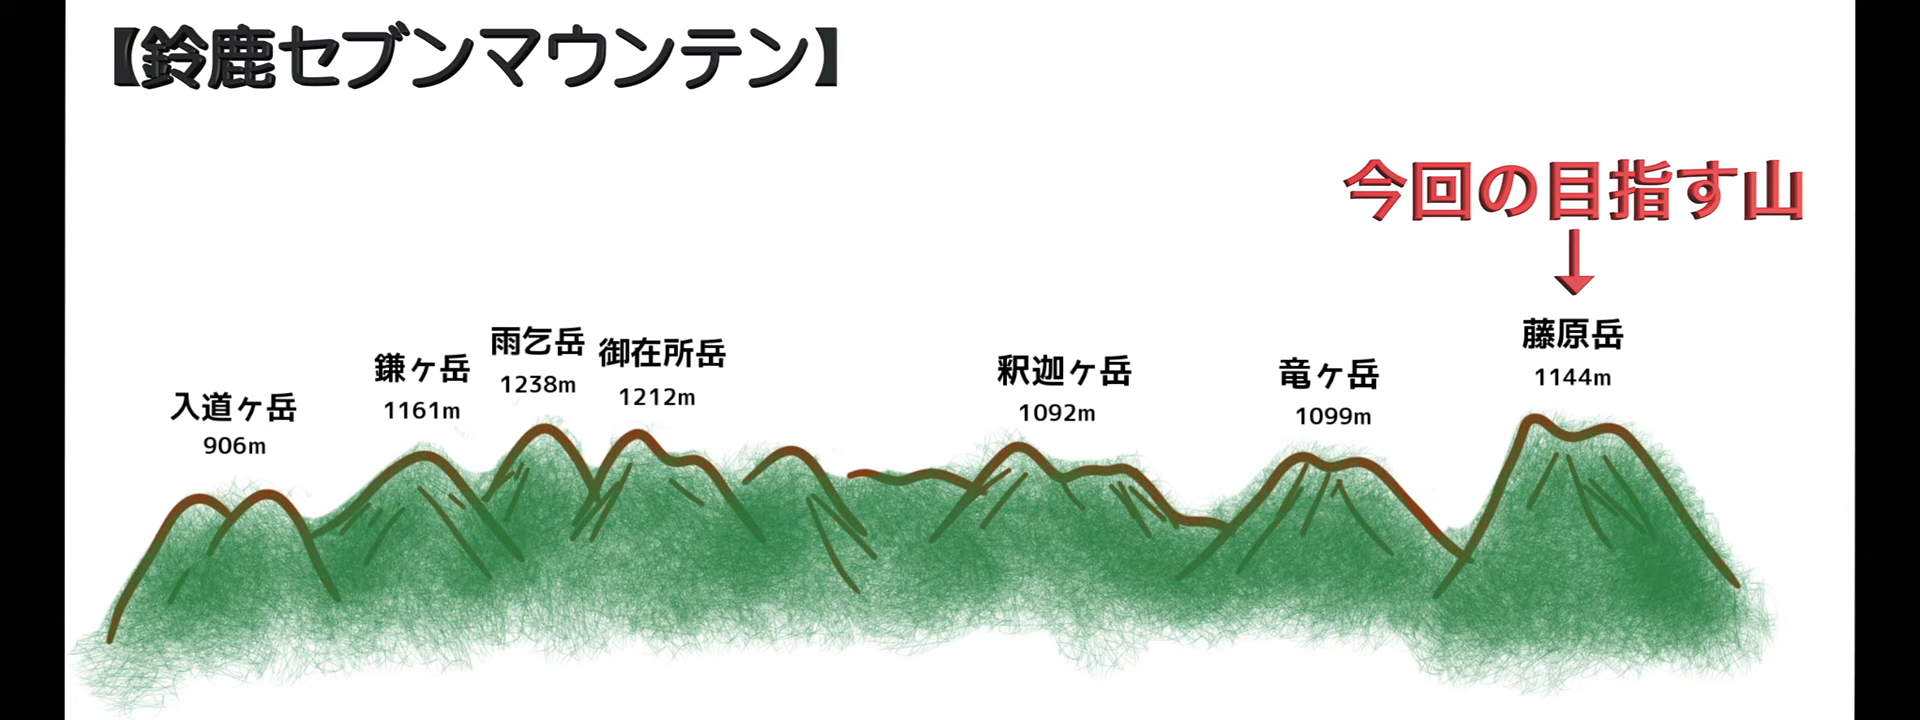 【鈴鹿セブンマウンテン】
今回の目指す山
↓
藤原岳
1144m
雨乞岳
1238m
御在所岳
1212m
鎌ヶ岳
1161m
釈迦ヶ岳
1092m
竜ヶ岳
1099m
入道ヶ岳
906m